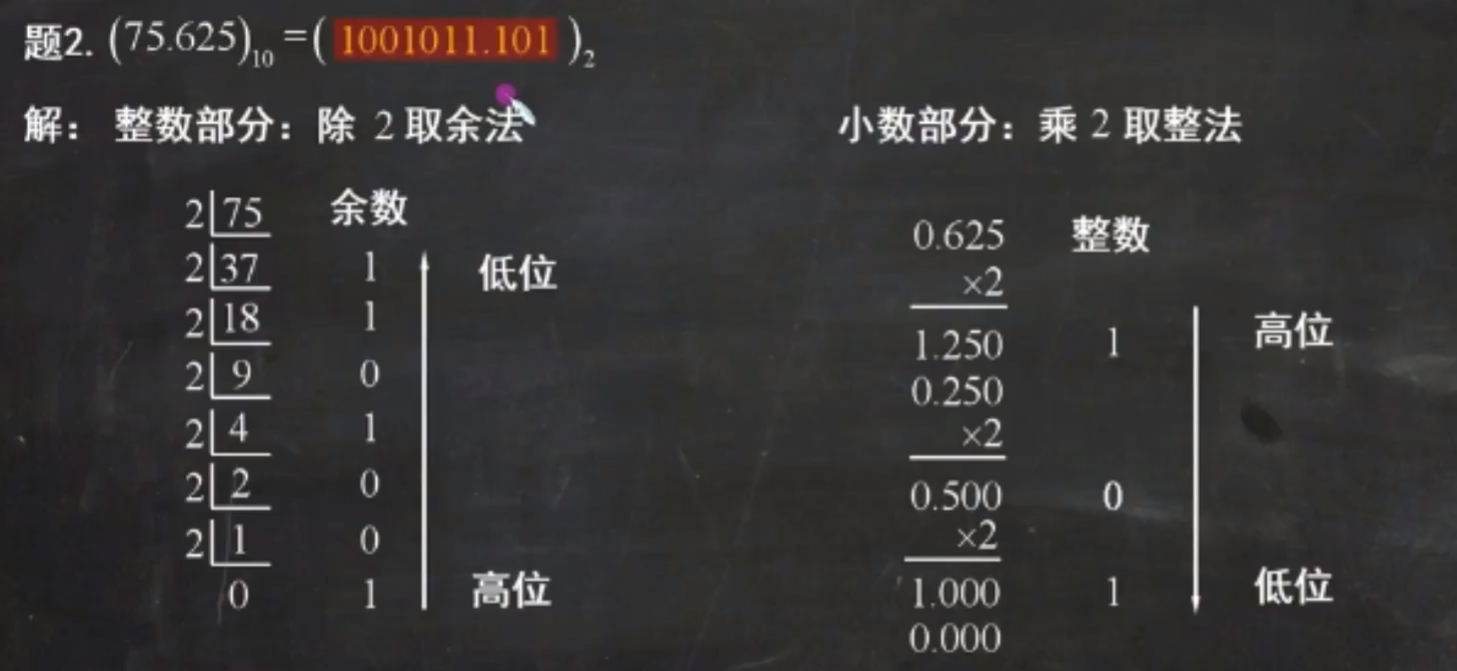 题2. (75.625)₁₀ =( 1001011.101 )₂
解： 整数部分：除 2 取余法
2 75 余数
2 37 1 低位
2 18 1
2 9 0
2 4 1
2 2 0
2 1 0
0 1 高位
小数部分：乘 2 取整法
0.625 整数
×2
1.250 1 高位
0.250
×2
0.500 0
×2
1.000 1 低位
0.000